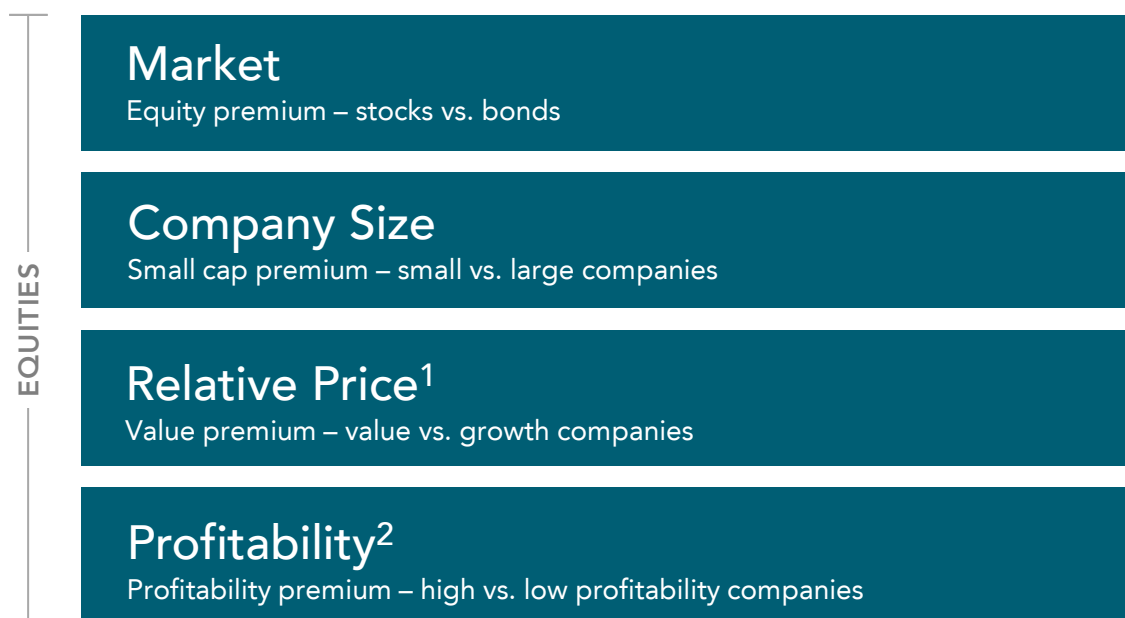 EQUITIES
Market
Equity premium – stocks vs. bonds
Company Size
Small cap premium – small vs. large companies
Relative Price¹
Value premium – value vs. growth companies
Profitability²
Profitability premium – high vs. low profitability companies